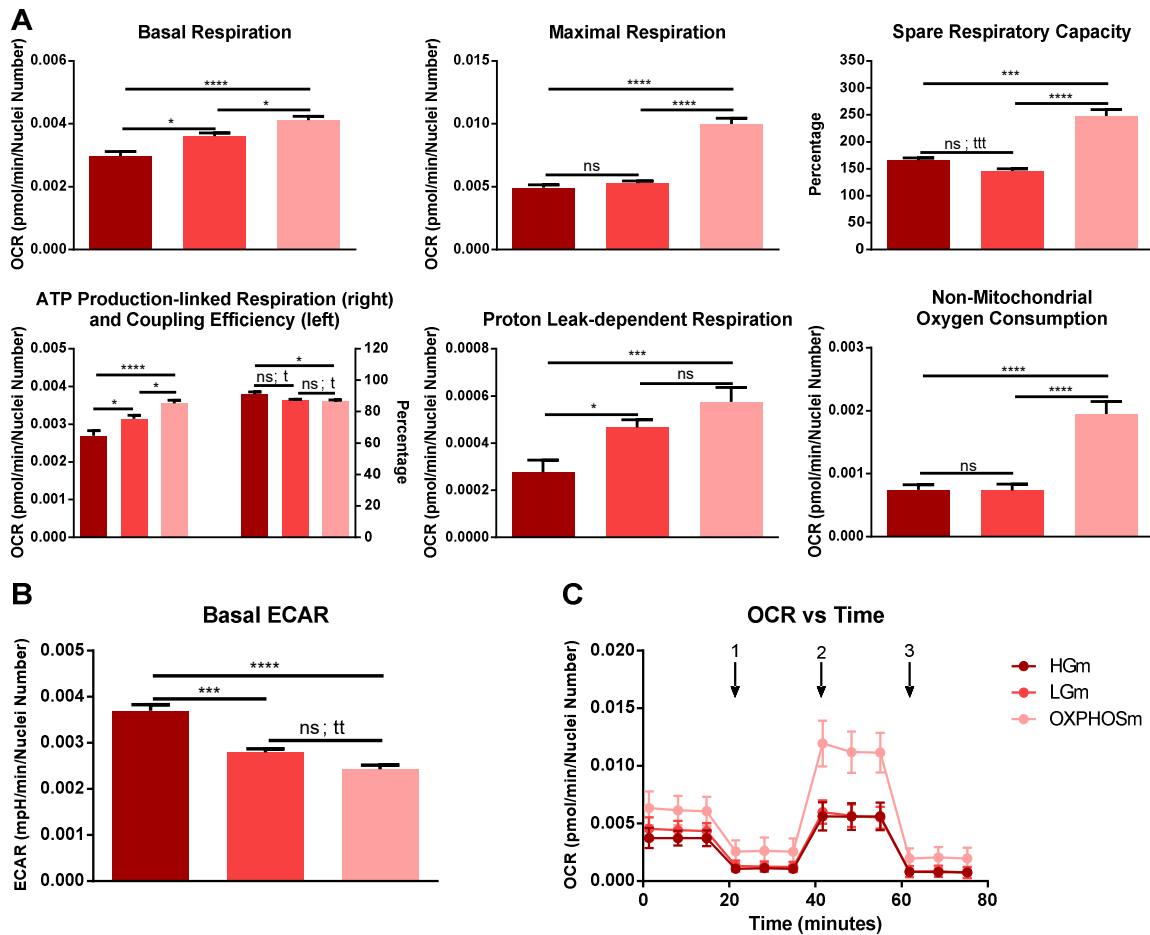 A
Basal Respiration
OCR (pmol/min/Nuclei Number)
0.006
0.004
0.002
0.000
****
*
*
Maximal Respiration
OCR (pmol/min/Nuclei Number)
0.015
0.010
0.005
0.000
****
****
ns
Spare Respiratory Capacity
Percentage
350
300
250
200
150
100
50
0
***
****
ns ; ttt
ATP Production-linked Respiration (right)
and Coupling Efficiency (left)
OCR (pmol/min/Nuclei Number)
0.005
0.004
0.003
0.002
0.001
0.000
****
*
*
*
ns; t
ns; t
120
100
80
60
40
20
0
Percentage
Proton Leak-dependent Respiration
OCR (pmol/min/Nuclei Number)
0.0008
0.0006
0.0004
0.0002
0.0000
***
ns
*
Non-Mitochondrial
Oxygen Consumption
OCR (pmol/min/Nuclei Number)
0.003
0.002
0.001
0.000
****
****
ns
B
Basal ECAR
ECAR (mpH/min/Nuclei Number)
0.005
0.004
0.003
0.002
0.001
0.000
****
***
ns ; tt
C
OCR vs Time
OCR (pmol/min/Nuclei Number)
0.020
0.015
0.010
0.005
0.000
1
2
3
0
20
40
60
80
Time (minutes)
HGm
LGm
OXPHOSm